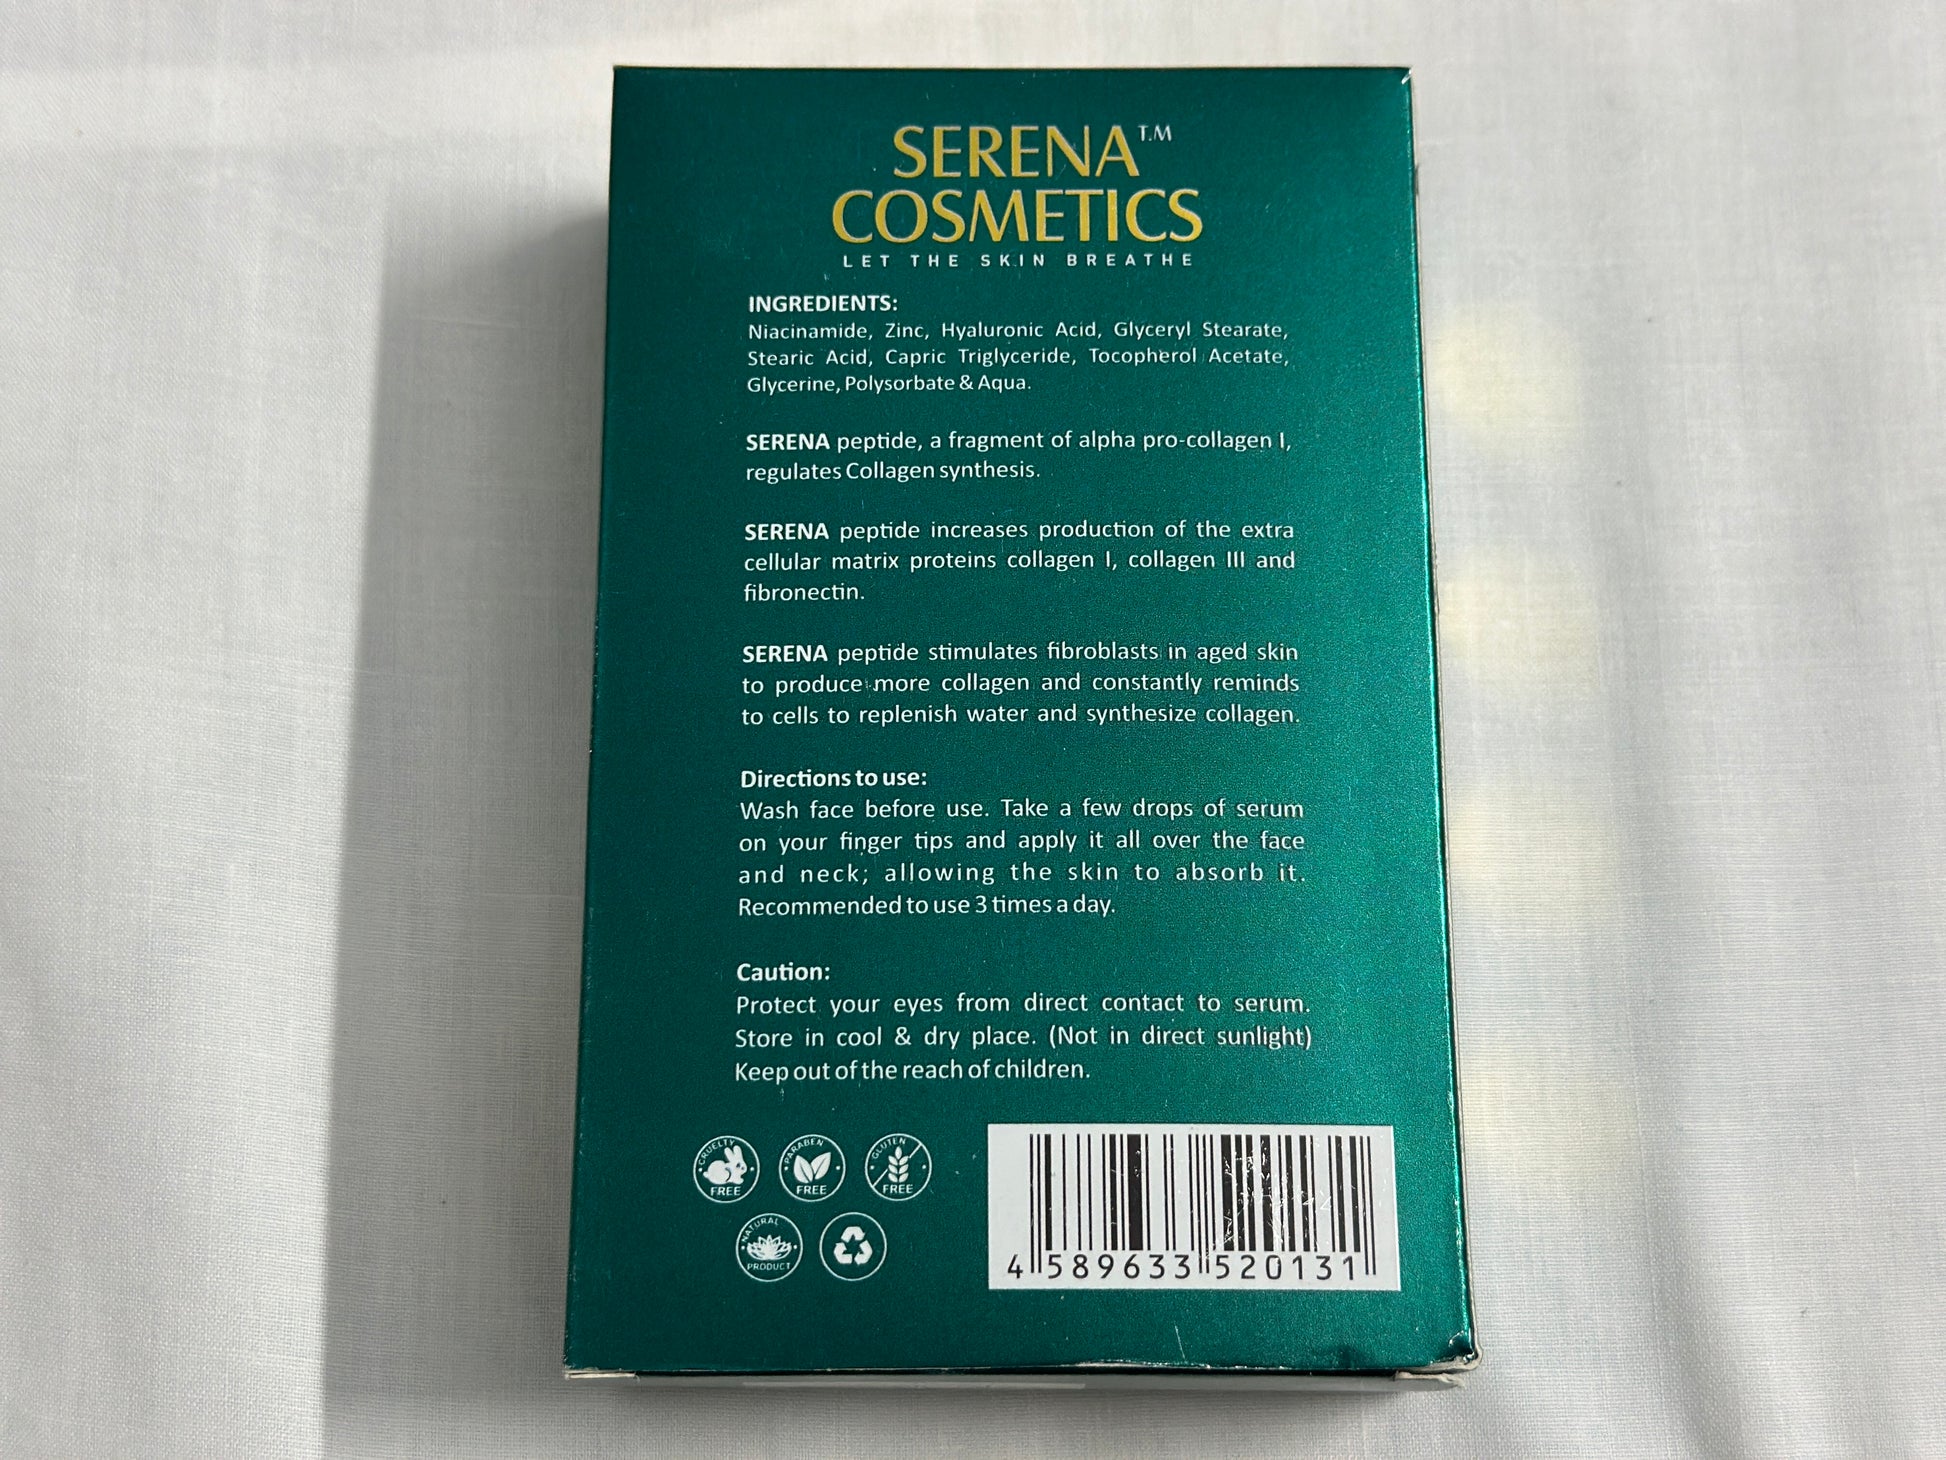 SERENA T.M
COSMETICS
LET THE SKIN BREATHE
INGREDIENTS:
Niacinamide, Zinc, Hyaluronic Acid, Glyceryl Stearate,
Stearic Acid, Capric Triglyceride, Tocopherol Acetate,
Glycerine, Polysorbate & Aqua.
SERENA peptide, a fragment of alpha pro-collagen I,
regulates Collagen synthesis.
SERENA peptide increases production of the extra
cellular matrix proteins collagen I, collagen III and
fibronectin.
SERENA peptide stimulates fibroblasts in aged skin
to produce more collagen and constantly reminds
to cells to replenish water and synthesize collagen.
Directions to use:
Wash face before use. Take a few drops of serum
on your finger tips and apply it all over the face
and neck; allowing the skin to absorb it.
Recommended to use 3 times a day.
Caution:
Protect your eyes from direct contact to serum.
Store in cool & dry place. (Not in direct sunlight)
Keep out of the reach of children.
CRUELTY FREE
PARABEN FREE
GLUTEN FREE
NATURAL PRODUCT
4 589633 520131